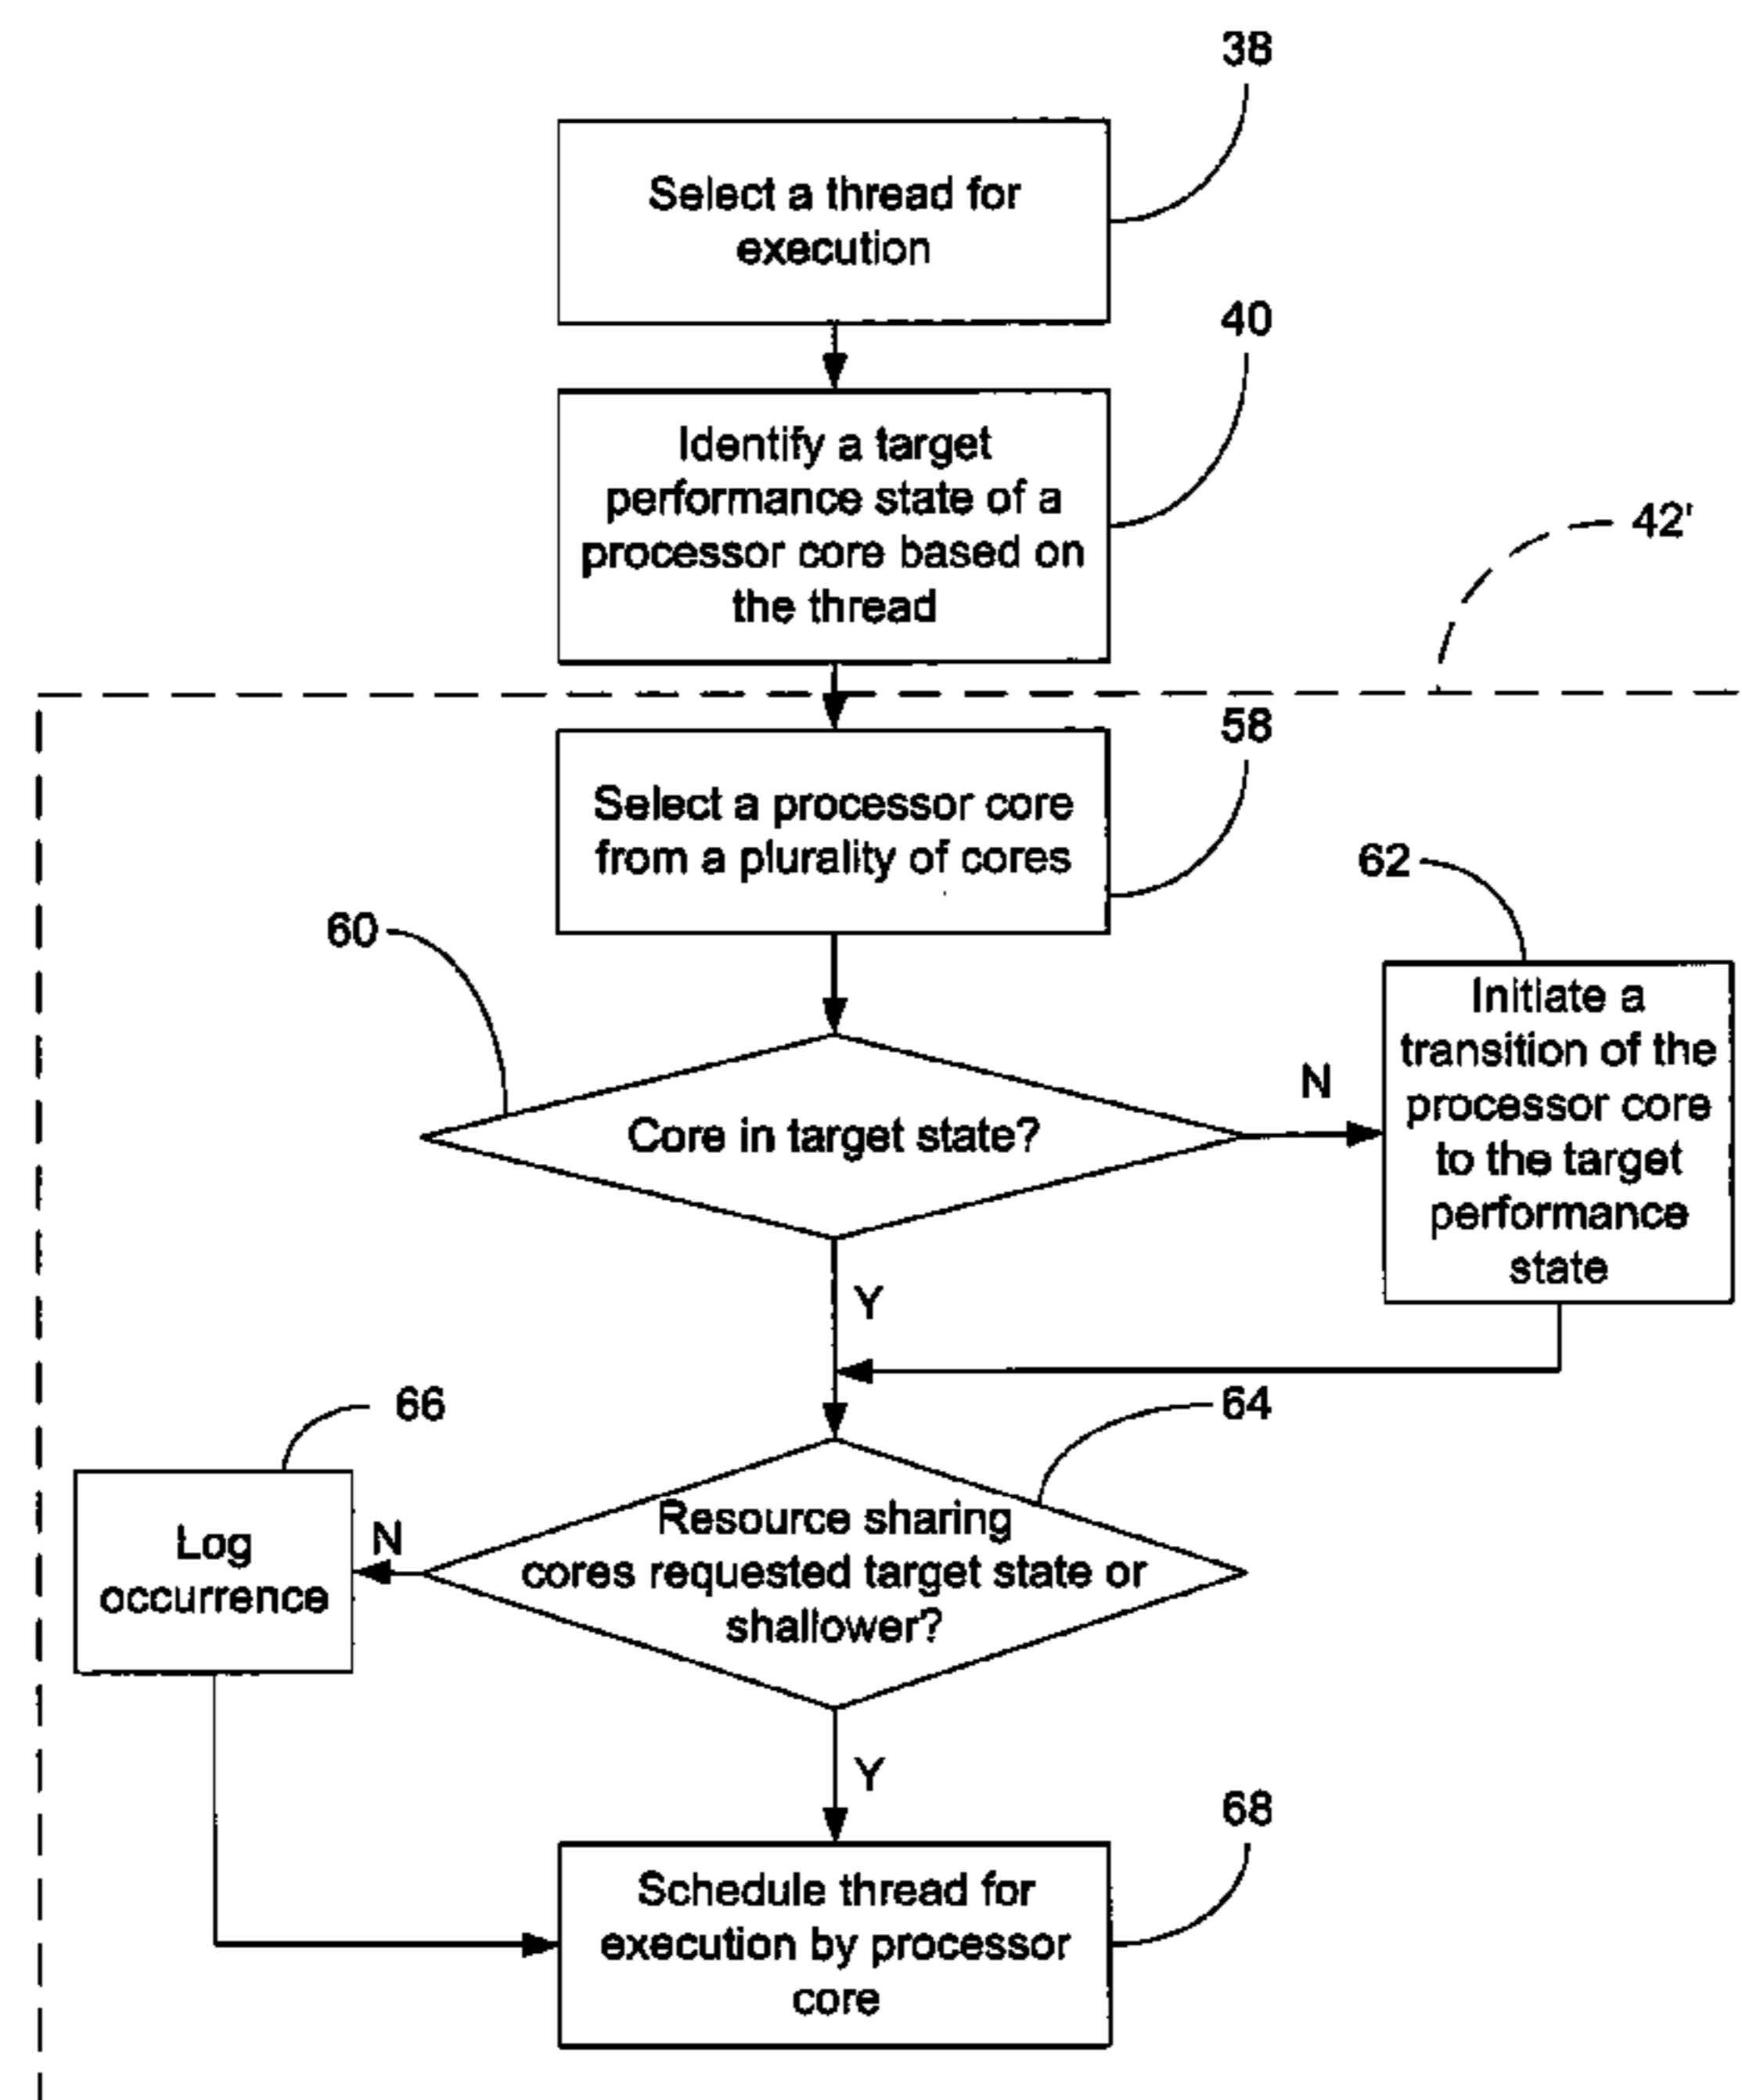 38
Select a thread for
execution
40
Identify a target
performance state of a
processor core based on
the thread
42'
58
Select a processor core
from a plurality of cores
62
60
Initiate a
transition of the
processor core
to the target
performance
state
N
Core in target state?
Y
66
64
Log
occurrence
N
Resource sharing
cores requested target state or
shallower?
Y
68
Schedule thread for
execution by processor
core